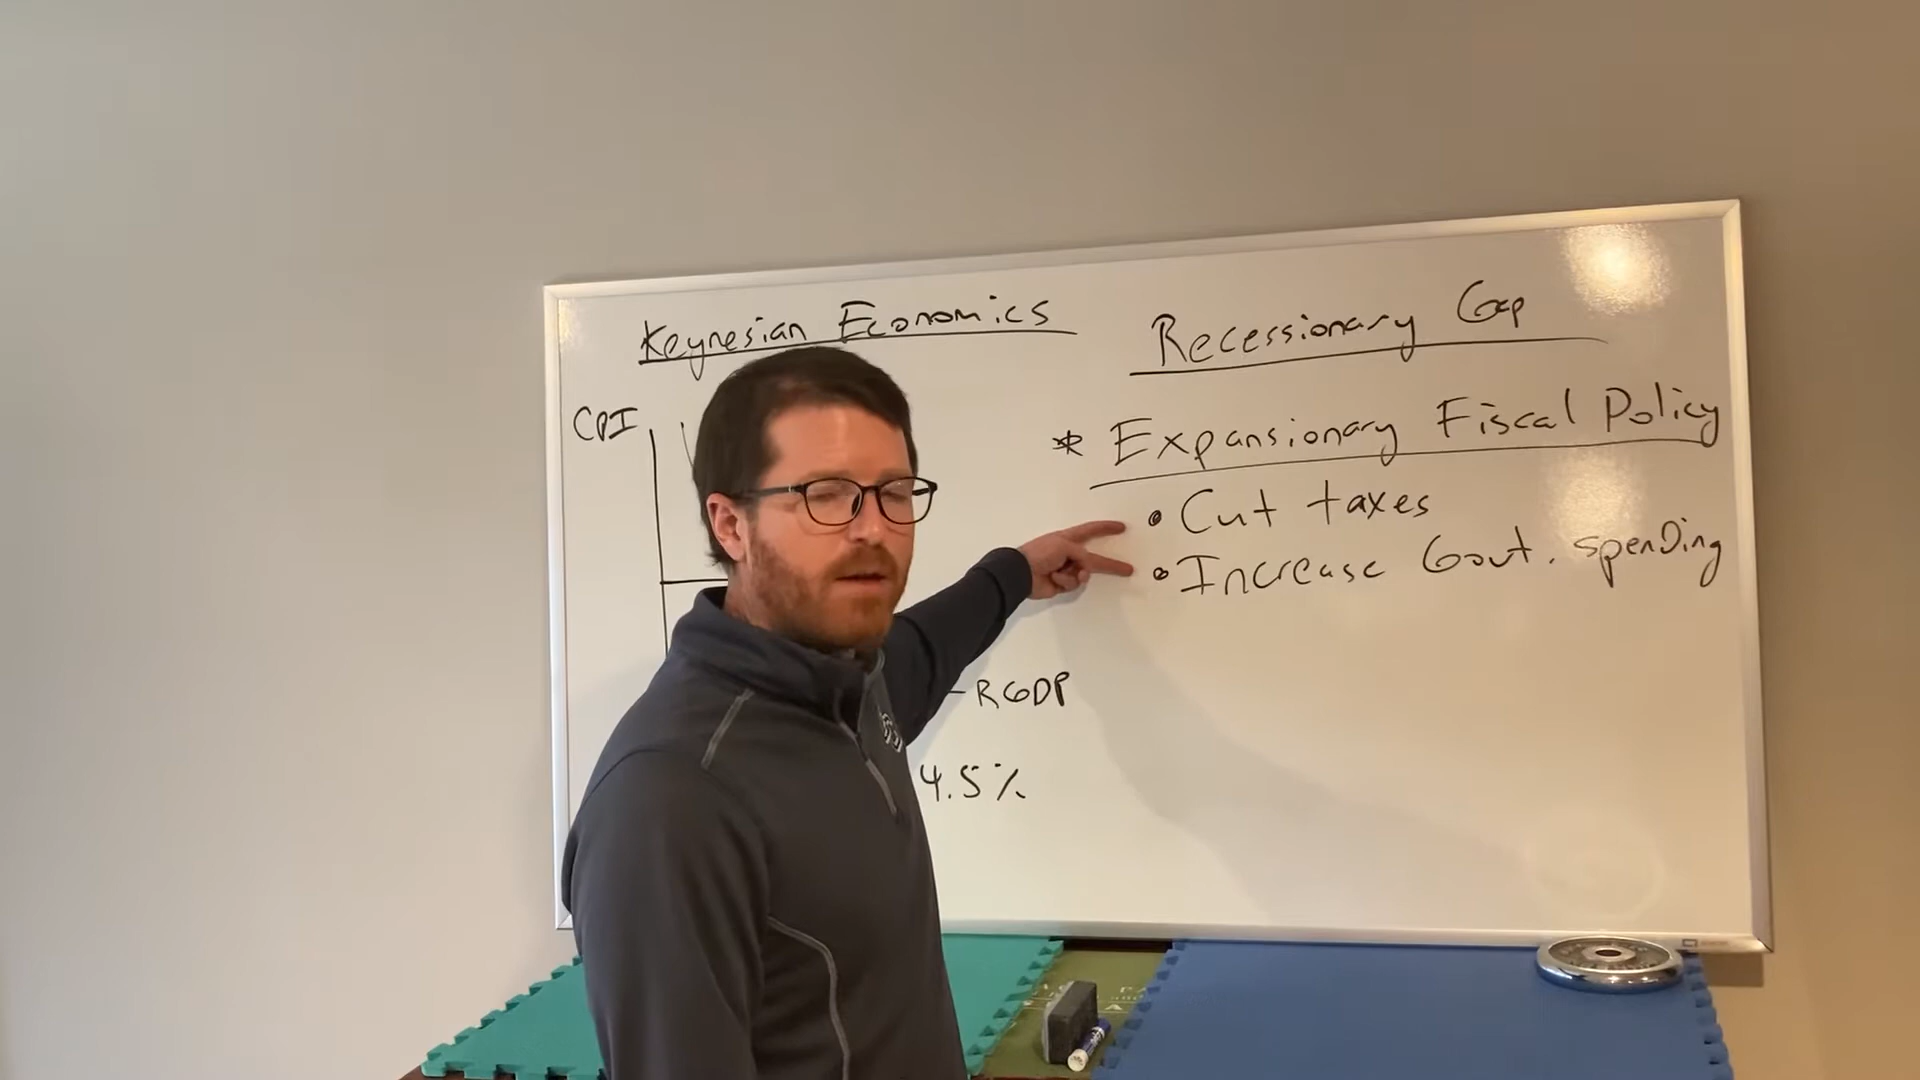 Keynesian Economics
CPI
RGDP
4.5%
Recessionary Gap
* Expansionary Fiscal Policy
• Cut taxes
• Increase Govt. spending